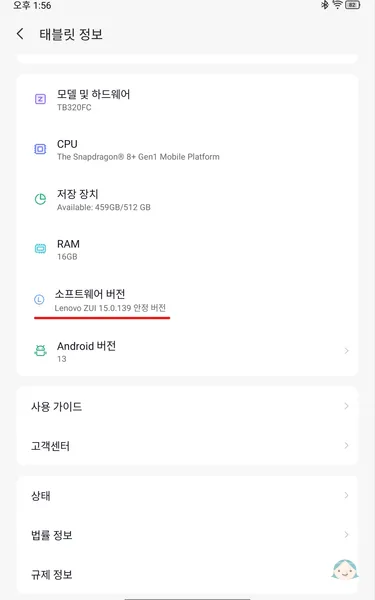 오후 1:56
82
태블릿 정보
모델 및 하드웨어
TB320FC
CPU
The Snapdragon® 8+ Gen1 Mobile Platform
저장 장치
Available: 459GB/512 GB
RAM
16GB
소프트웨어 버전
Lenovo ZUI 15.0.139 안정 버전
Android 버전
13
사용 가이드
고객센터
상태
법률 정보
규제 정보